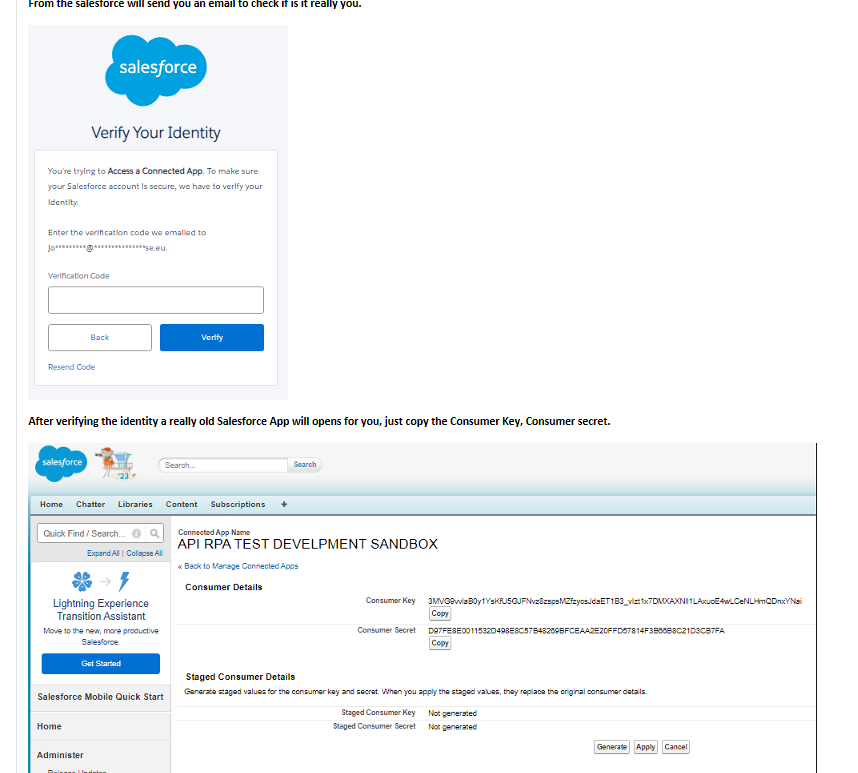 From the salesforce will send you an email to check if is it really you.
salesforce
Verify Your Identity
You're trying to Access a Connected App. To make sure
your Salesforce account is secure, we have to verify your
identity.
Enter the verification code we emailed to
jo*********@***************se.eu.
Verification Code
Back
Verify
Resend Code
After verifying the identity a really old Salesforce App will opens for you, just copy the Consumer Key, Consumer secret.
salesforce
'23
Search...
Search
Home Chatter Libraries Content Subscriptions +
Quick Find / Search...
Expand All | Collapse All
Lightning Experience
Transition Assistant
Move to the new, more productive
Salesforce.
Get Started
Salesforce Mobile Quick Start
Home
Administer
Release Updates
Connected App Name
API RPA TEST DEVELPMENT SANDBOX
« Back to Manage Connected Apps
Consumer Details
Consumer Key
Copy
Consumer Secret
Copy
Staged Consumer Details
Generate staged values for the consumer key and secret. When you apply the staged values, they replace the original consumer details.
Staged Consumer Key Not generated
Staged Consumer Secret Not generated
Generate Apply Cancel